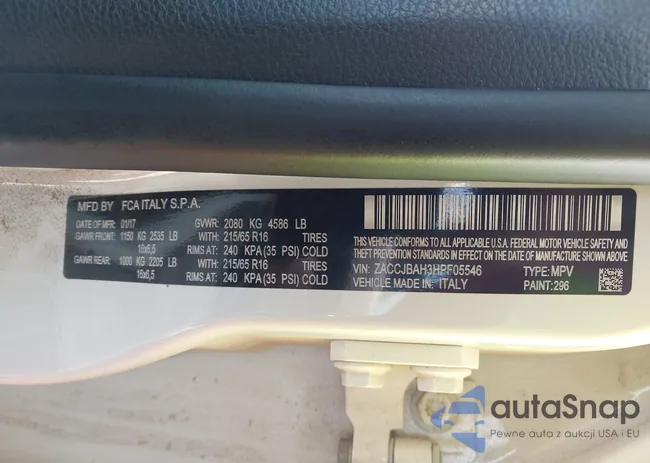 MFD BY FCA ITALY S.P.A.
DATE OF MFR: 01/17 GVWR: 2080 KG 4586 LB
GAWR FRONT: 1150 KG 2535 LB WITH: 215/65 R16 TIRES
16x6,5 RIMS AT: 240 KPA (35 PSI) COLD
GAWR REAR: 1000 KG 2205 LB WITH: 215/65 R16 TIRES
16x6,5 RIMS AT: 240 KPA (35 PSI) COLD
THIS VEHICLE CONFORMS TO ALL APPLICABLE U.S.A. FEDERAL MOTOR VEHICLE SAFETY AND
THEFT PREVENTION STANDARDS IN EFFECT ON THE DATE OF MANUFACTURE SHOWN ABOVE
VIN: ZACCJBAH3HPF05546 TYPE: MPV
VEHICLE MADE IN: ITALY PAINT: 296
autaSnap
Pewne auta z aukcji USA i EU